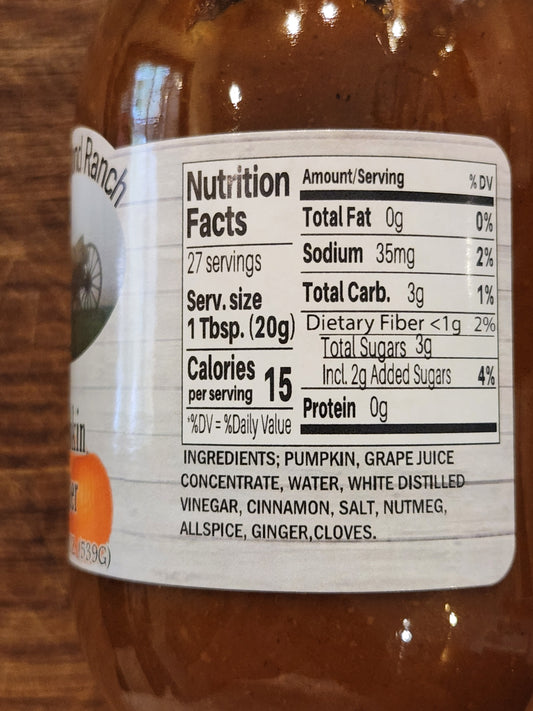 Ranch
Nutrition
Facts
27 servings
Serv. size
1 Tbsp. (20g)
Calories
per serving 15
*%DV = %Daily Value
Amount/Serving % DV
Total Fat 0g 0%
Sodium 35mg 2%
Total Carb. 3g 1%
Dietary Fiber <1g 2%
Total Sugars 3g
Incl. 2g Added Sugars 4%
Protein 0g
INGREDIENTS; PUMPKIN, GRAPE JUICE
CONCENTRATE, WATER, WHITE DISTILLED
VINEGAR, CINNAMON, SALT, NUTMEG,
ALLSPICE, GINGER,CLOVES.
(539G)